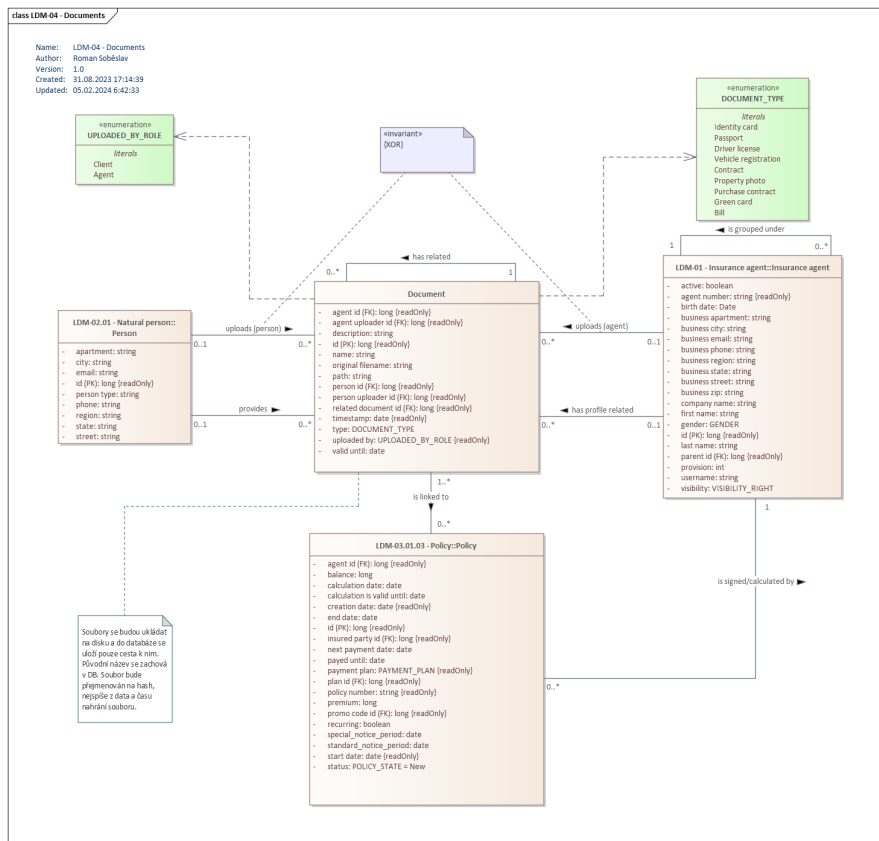 class LDM-04 - Documents
Name: LDM-04 - Documents
Author: Roman Soběslav
Version: 1.0
Created: 31.08.2023 17:14:39
Updated: 05.02.2024 6:42:33
«enumeration»
UPLOADED_BY_ROLE
literals
Client
Agent
«invariant»
{XOR}
«enumeration»
DOCUMENT_TYPE
literals
Identity card
Passport
Driver license
Vehicle registration
Contract
Property photo
Purchase contract
Green card
Bill
is grouped under
1
0..*
has related
0..*
1
LDM-02.01 - Natural person::
Person
- apartment: string
- city: string
- email: string
- id (PK): long {readOnly}
- person type: string
- phone: string
- region: string
- state: string
- street: string
uploads (person)
0..1
0..*
provides
0..1
0..*
Document
- agent id (FK): long {readOnly}
- agent uploader id (FK): long {readOnly}
- description: string
- id (PK): long {readOnly}
- name: string
- original filename: string
- path: string
- person id (FK): long {readOnly}
- person uploader id (FK): long {readOnly}
- related document id (FK): long {readOnly}
- timestamp: date {readOnly}
- type: DOCUMENT_TYPE
- uploaded by: UPLOADED_BY_ROLE {readOnly}
- valid until: date
uploads (agent)
0..*
0..1
has profile related
0..*
0..1
LDM-01 - Insurance agent::Insurance agent
- active: boolean
- agent number: string {readOnly}
- birth date: Date
- business apartment: string
- business city: string
- business email: string
- business phone: string
- business region: string
- business state: string
- business street: string
- business zip: string
- company name: string
- first name: string
- gender: GENDER
- id (PK): long {readOnly}
- last name: string
- parent id (FK): long {readOnly}
- provision: int
- username: string
- visibility: VISIBILITY_RIGHT
1..*
is linked to
0..*
1
is signed/calculated by
0..*
LDM-03.01.03 - Policy::Policy
- agent id (FK): long {readOnly}
- balance: long
- calculation date: date
- calculation is valid until: date
- creation date: date {readOnly}
- end date: date
- id (PK): long {readOnly}
- insured party id (FK): long {readOnly}
- next payment date: date
- payed until: date
- payment plan: PAYMENT_PLAN {readOnly}
- plan id (FK): long {readOnly}
- policy number: string {readOnly}
- premium: long
- promo code id (FK): long {readOnly}
- recurring: boolean
- special_notice_period: date
- standard_notice_period: date
- start date: date {readOnly}
- status: POLICY_STATE = New
Soubory se budou ukládat
na disku a do databáze se
uloží pouze cesta k nim.
Původní název se zachová
v DB. Soubor bude
přejmenován na hash,
nejspíše z data a času
nahrání souboru.